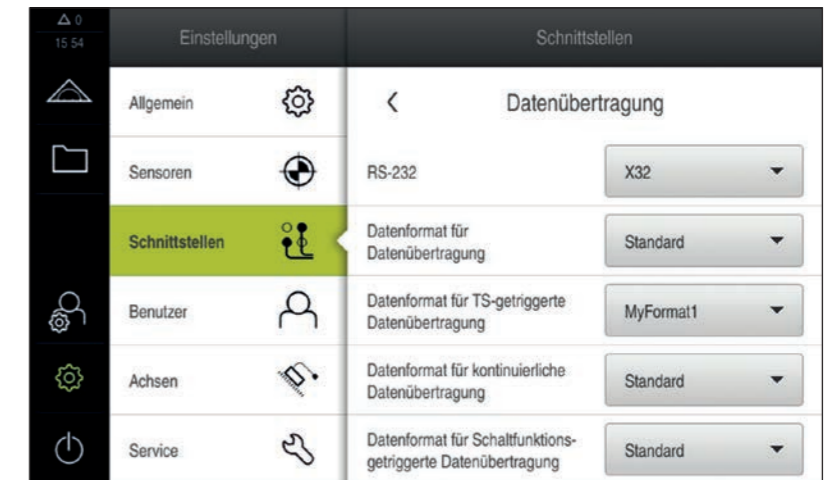 0
15 54
Einstellungen
Schnittstellen
Allgemein
Sensoren
Schnittstellen
Benutzer
Achsen
Service
Datenübertragung
RS-232
X32
Datenformat für
Datenübertragung
Standard
Datenformat für TS-getriggerte
Datenübertragung
MyFormat1
Datenformat für kontinuierliche
Datenübertragung
Standard
Datenformat für Schaltfunktions-
getriggerte Datenübertragung
Standard